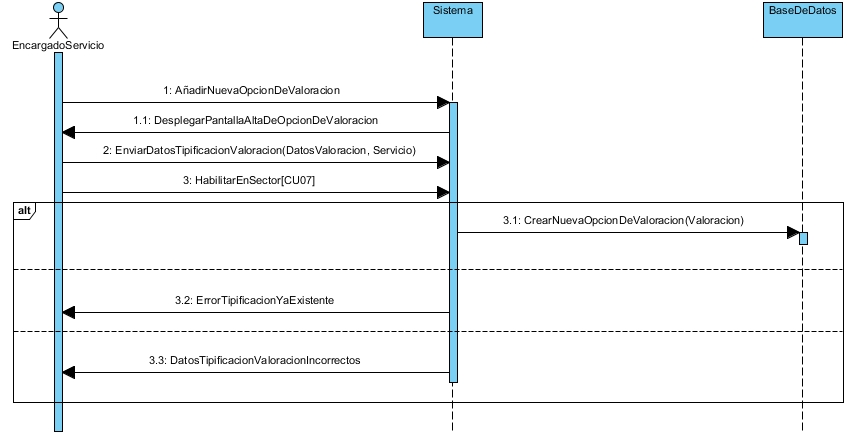 Sistema
BaseDeDatos
EncargadoServicio
1: AñadirNuevaOpcionDeValoracion
1.1: DesplegarPantallaAltaDeOpcionDeValoracion
2: EnviarDatosTipificacionValoracion(DatosValoracion, Servicio)
3: HabilitarEnSector[CU07]
alt
3.1: CrearNuevaOpcionDeValoracion(Valoracion)
3.2: ErrorTipificacionYaExistente
3.3: DatosTipificacionValoracionIncorrectos